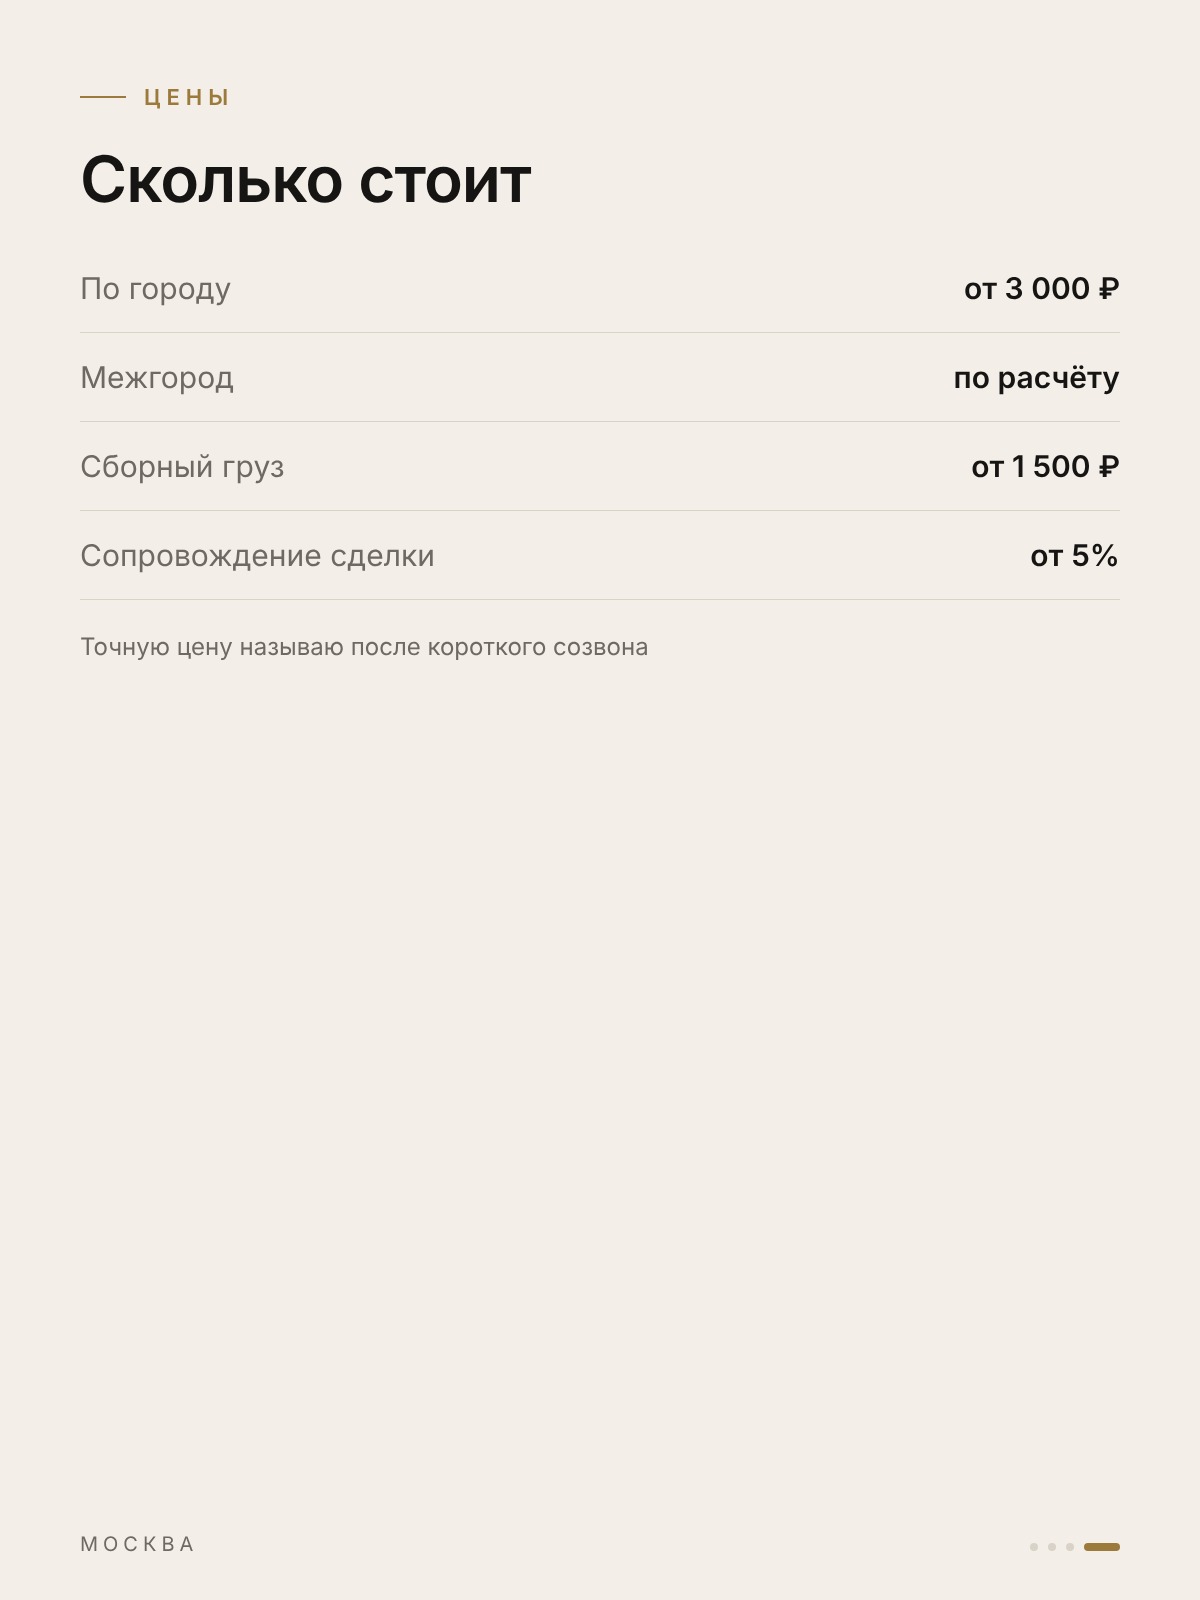 ЦЕНЫ
Сколько стоит
По городу от 3 000 ₽
Межгород по расчёту
Сборный груз от 1 500 ₽
Сопровождение сделки от 5%
Точную цену называю после короткого созвона
МОСКВА